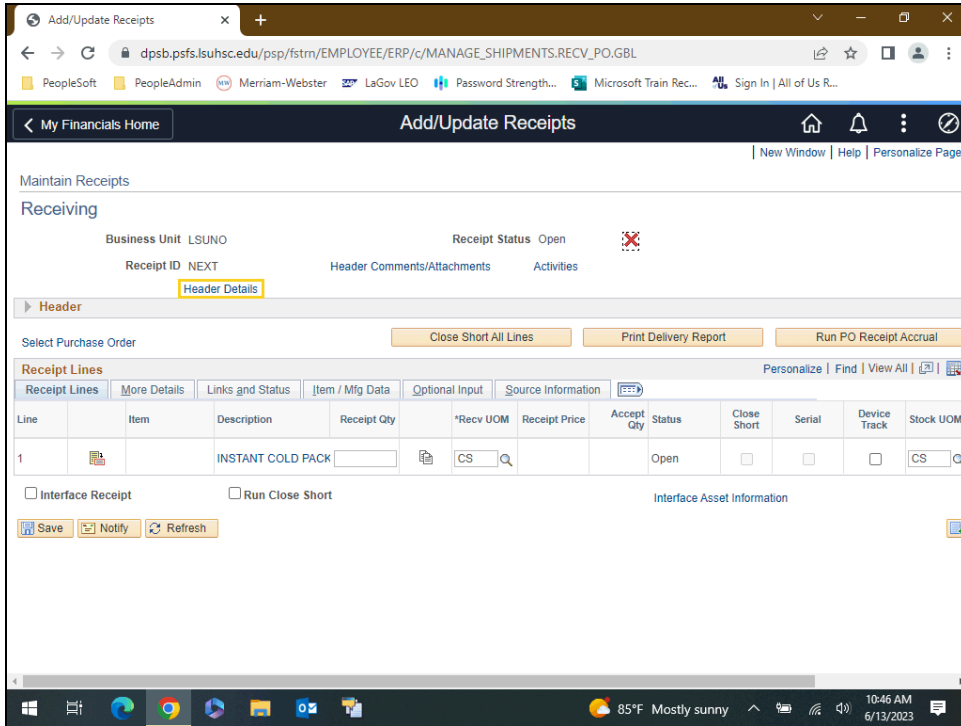 Add/Update Receipts
dpsb.psfs.lsuhsc.edu/psp/fstrn/EMPLOYEE/ERP/c/MANAGE_SHIPMENTS.RECV_PO.GBL
PeopleSoft PeopleAdmin MW Merriam-Webster SAP LaGov LEO Password Strength... S Microsoft Train Rec... All of Us Sign In | All of Us R...
My Financials Home Add/Update Receipts
New Window | Help | Personalize Page
Maintain Receipts
Receiving
Business Unit LSUNO Receipt Status Open
Receipt ID NEXT Header Comments/Attachments Activities
Header Details
Header
Select Purchase Order Close Short All Lines Print Delivery Report Run PO Receipt Accrual
Receipt Lines Personalize | Find | View All |
Receipt Lines More Details Links and Status Item / Mfg Data Optional Input Source Information
Line Item Description Receipt Qty *Recv UOM Receipt Price Accept Qty Status Close Short Serial Device Track Stock UOM
1 INSTANT COLD PACK CS Open CS
Interface Receipt Run Close Short Interface Asset Information
Save Notify Refresh
85°F Mostly sunny 10:46 AM
6/13/2023